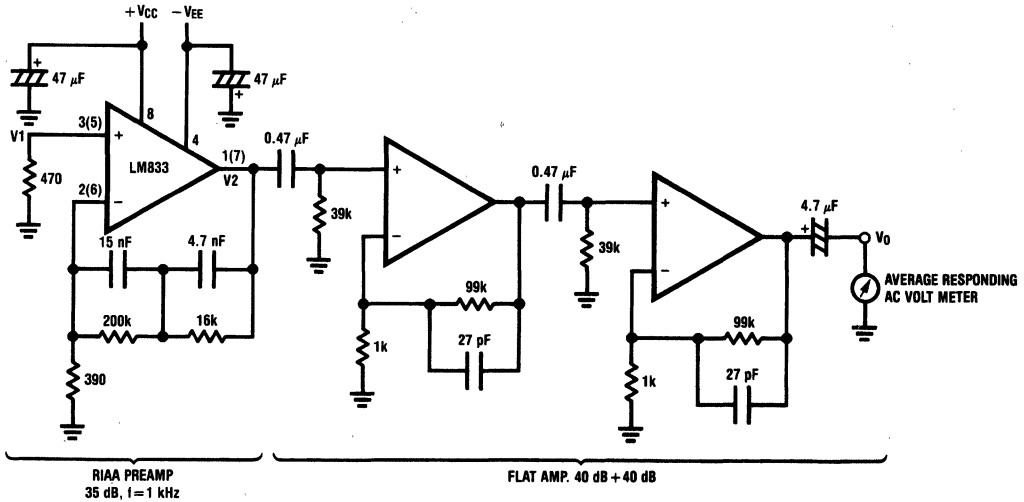 +VCC
−VEE
+
47 µF
47 µF
+
8
4
V1
3(5)
+
LM833
1(7)
V2
470
2(6)
−
0.47 µF
39k
+
−
0.47 µF
39k
+
−
4.7 µF
+
VO
AVERAGE RESPONDING
AC VOLT METER
15 nF
4.7 nF
200k
16k
390
99k
27 pF
1k
99k
27 pF
1k
RIAA PREAMP
35 dB, f = 1 kHz
FLAT AMP. 40 dB + 40 dB